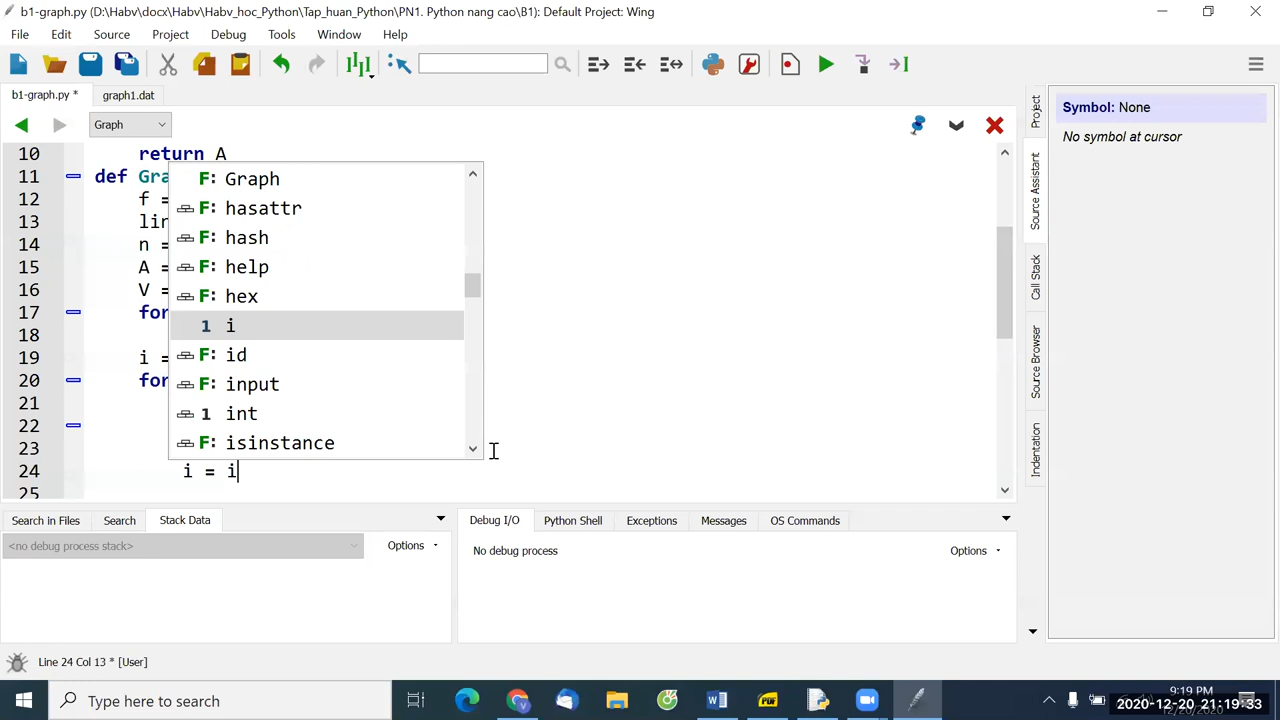 b1-graph.py (D:\Habv\docx\Habv\Habv_hoc_Python\Tap_huan_Python\PN1. Python nang cao\B1): Default Project: Wing
File Edit Source Project Debug Tools Window Help
b1-graph.py * graph1.dat
Graph
10 return A
11 def Gra
12 f =
13 lin
14 n =
15 A =
16 V =
17 for
18
19 i =
20 for
21
22
23
24 i = i
25
F: Graph
F: hasattr
F: hash
F: help
F: hex
1 i
F: id
F: input
1 int
F: isinstance
Project
Source Assistant
Call Stack
Source Browser
Indentation
Symbol: None
No symbol at cursor
Search in Files Search Stack Data
<no debug process stack> Options
Debug I/O Python Shell Exceptions Messages OS Commands
No debug process Options
Line 24 Col 13 * [User]
Type here to search
9:19 PM
2020-12-20 21:19:33